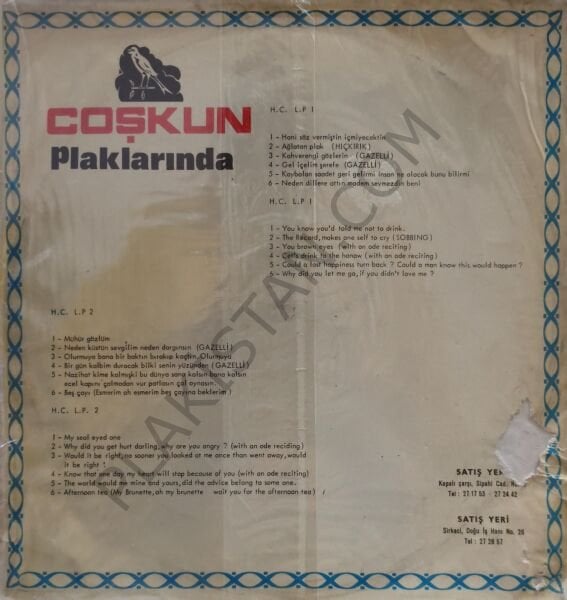 COŞKUN
Plaklarında
H.C. L.P 1
1 - Hani söz vermiştin içmiyecektin
2 - Ağlatan plak (HIÇKIRIK)
3 - Kahverengi gözlerin (GAZELLİ)
4 - Gel içelim şerefe (GAZELLİ)
5 - Kaybolan saadet geri gelirmi insan ne olacak bunu bilirmi
6 - Neden dillere attın madem sevmezdin beni
H.C. L.P 1
1 - You know you'd told me not to drink.
2 - The Record, makes one self to cry (SOBBING)
3 - You brown eyes (with an ode reciting)
4 - Cet's drink to the honow (with an ode reciting)
5 - Could a lost happiness turn back ? Could a man know this would happen ?
6 - Why did you let me go, if you didn't love me ?
H.C. L.P 2
1 - Mühür gözlüm
2 - Neden küstün sevgilim neden dargınsın (GAZELLİ)
3 - Olurmuya bana bir baktın bırakıp kaçtın Olurmuya
4 - Bir gün kalbim duracak bilki senin yüzünden (GAZELLİ)
5 - Nazihat kime kalmışki bu dünya sana kalsın bana kalsın
ecel kapını çalmadan vur patlasın çal oynasın
6 - Beş çayı (Esmerim ah esmerim beş çayına beklerim)
H.C. L.P. 2
1 - My seal eyed one
2 - Why did you get hurt darling, why are you angry ? (with an ode reciding)
3 - Would it be right, no sooner you looked at me once than went away, would
it be right !
4 - Know that one day my heart will stop because of you (with an ode reciting)
5 - The world would me mine and yours, did the advice belong to some one.
6 - Afternoon tea (My Brunette, ah my brunette wait you for the afternoon tea)
SATIŞ YERİ
Kapalı çarşı, Sipahi Cad.
Tel : 27 17 53 - 27 24 42
SATIŞ YERİ
Sirkeci, Doğu İş Hanı No. 26
Tel : 27 28 57
PLAKISTAN.COM